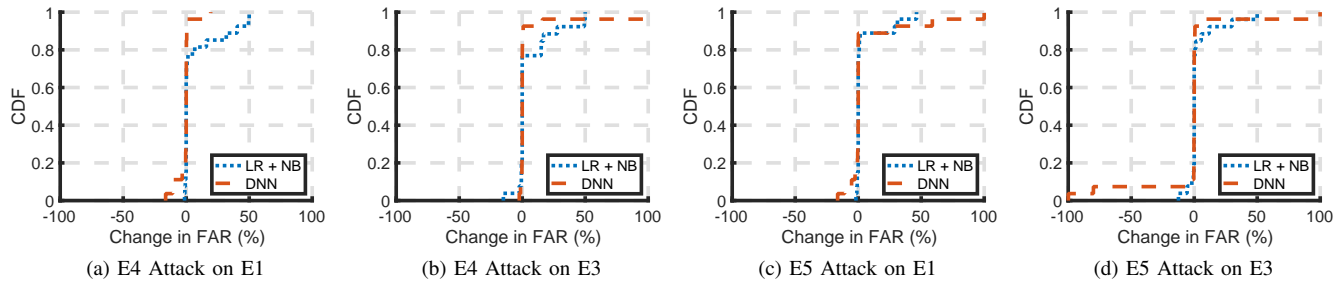 1
0.8
0.6
0.4
0.2
0
CDF
-100 -50 0 50 100
Change in FAR (%)
LR + NB
DNN
(a) E4 Attack on E1
1
0.8
0.6
0.4
0.2
0
CDF
-100 -50 0 50 100
Change in FAR (%)
LR + NB
DNN
(b) E4 Attack on E3
1
0.8
0.6
0.4
0.2
0
CDF
-100 -50 0 50 100
Change in FAR (%)
LR + NB
DNN
(c) E5 Attack on E1
1
0.8
0.6
0.4
0.2
0
CDF
-100 -50 0 50 100
Change in FAR (%)
LR + NB
DNN
(d) E5 Attack on E3